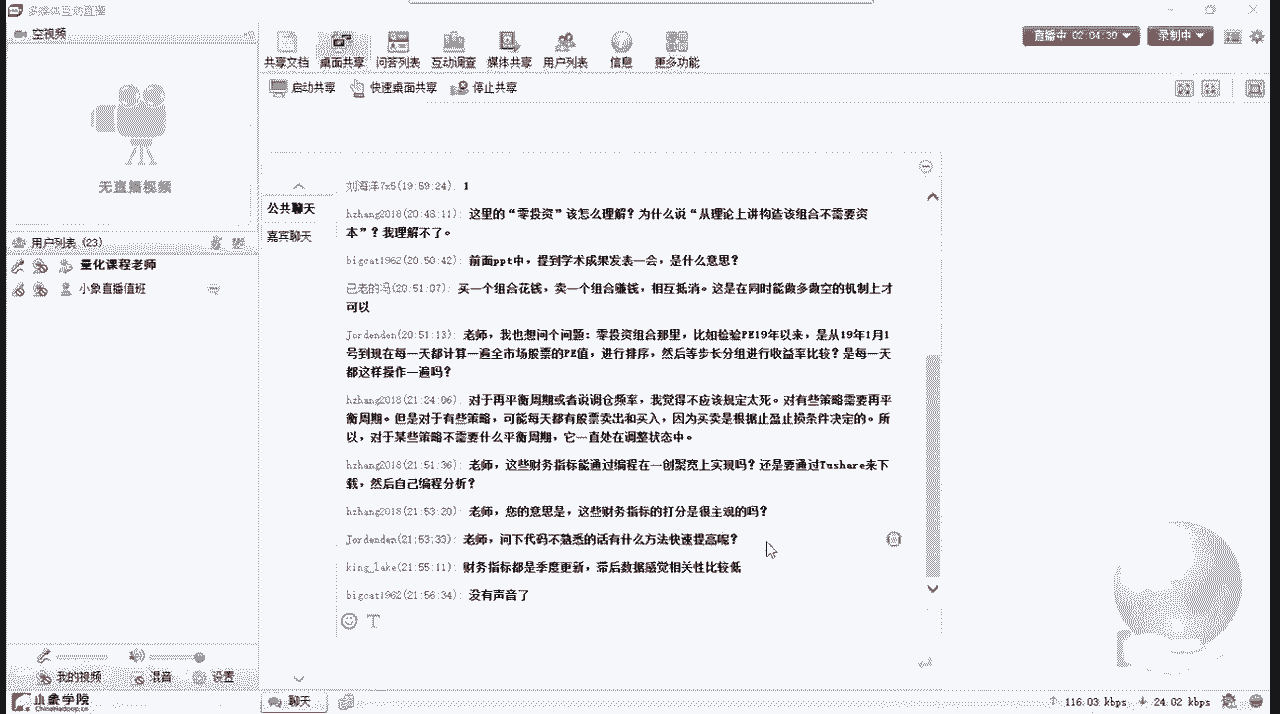 多媒体互动直播
空视频
直播中 02:04:30
录制中
共享文档 桌面共享 问答列表 互动调查 媒体共享 用户列表 信息 更多功能
启动共享 快速桌面共享 停止共享
无直播视频
用户列表 (23)
量化课程老师
小象直播值班
公共聊天
嘉宾聊天
刘海洋7x5(19:59:24): 1
hzhang2018(20:48:11): 这里的“零投资”该怎么理解？为什么说“从理论上讲构造该组合不需要资
本”？我理解不了。
bigcat1962(20:50:42): 前面ppt中，提到学术成果发表一会，是什么意思？
已老的冯(20:51:07): 买一个组合花钱，卖一个组合赚钱，相互抵消。这是在同时能做多做空的机制上才
可以
Jordenden(20:51:13): 老师，我也想问个问题：零投资组合那里，比如检验PE19年以来，是从19年1月1
号到现在每一天都计算一遍全市场股票的PE值，进行排序，然后等步长分组进行收益率比较？是每一天
都这样操作一遍吗？
hzhang2018(21:24:06): 对于再平衡周期或者说调仓频率，我觉得不应该规定太死。对有些策略需要再平
衡周期。但是对于有些策略，可能每天都有股票卖出和买入，因为买卖是根据止盈止损条件决定的。所
以，对于某些策略不需要什么平衡周期，它一直处在调整状态中。
hzhang2018(21:51:36): 老师，这些财务指标能通过编程在一创聚宽上实现吗？还是要通过Tushare来下
载，然后自己编程分析？
hzhang2018(21:53:20): 老师，您的意思是，这些财务指标的打分是很主观的吗？
Jordenden(21:53:33): 老师，问下代码不熟悉的话有什么方法快速提高呢？
king_lake(21:55:11): 财务指标都是季度更新，滞后数据感觉相关性比较低
bigcat1962(21:56:34): 没有声音了
我的视频 混音 设置
小象学院
ChinaHadoop.cn
聊天
116.03 kbps 24.02 kbps